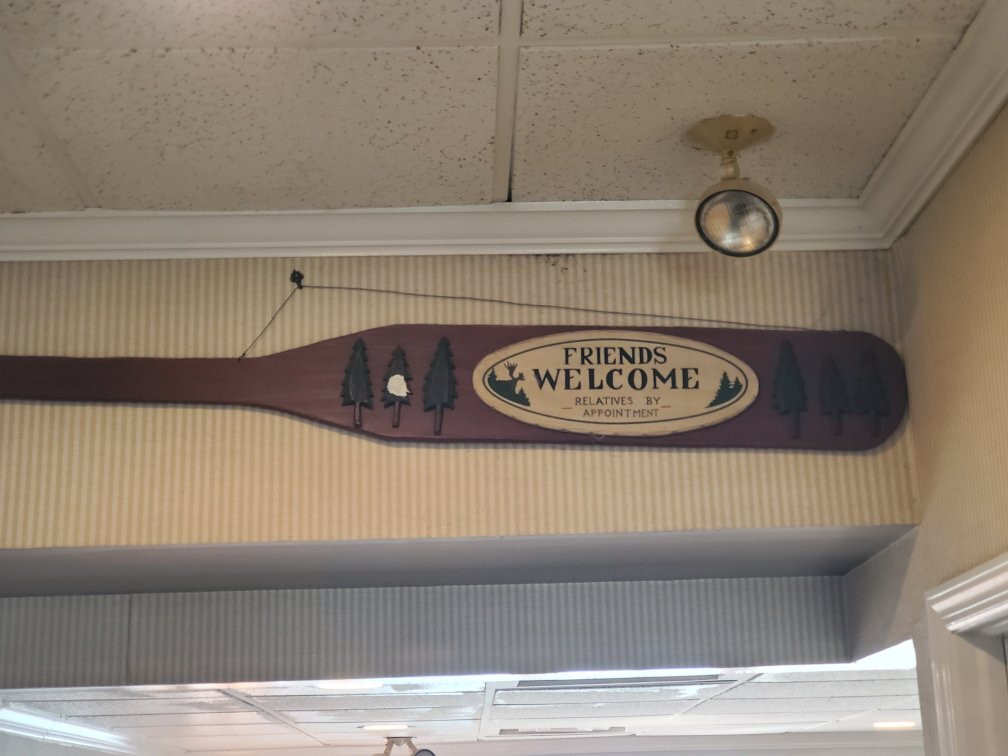 FRIENDS
WELCOME
RELATIVES BY
APPOINTMENT